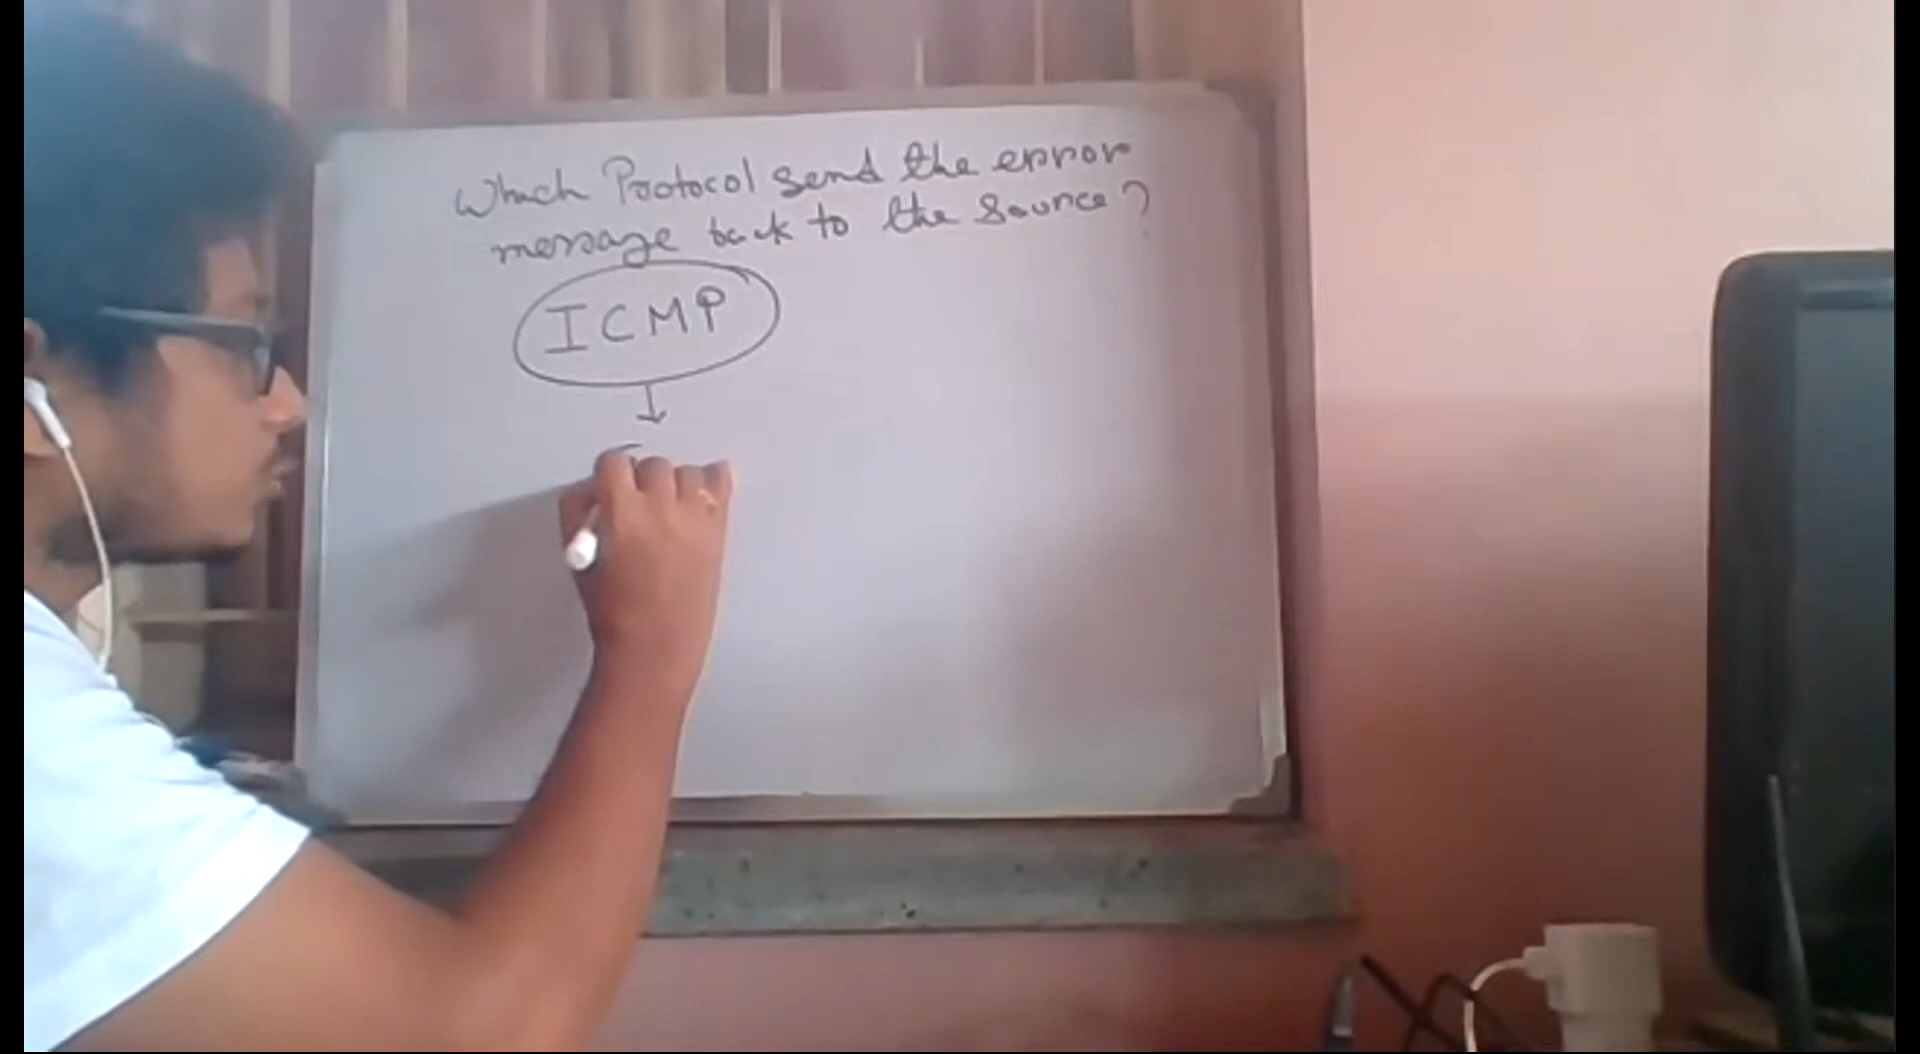 Which Protocol send the error
message back to the source?
ICMP